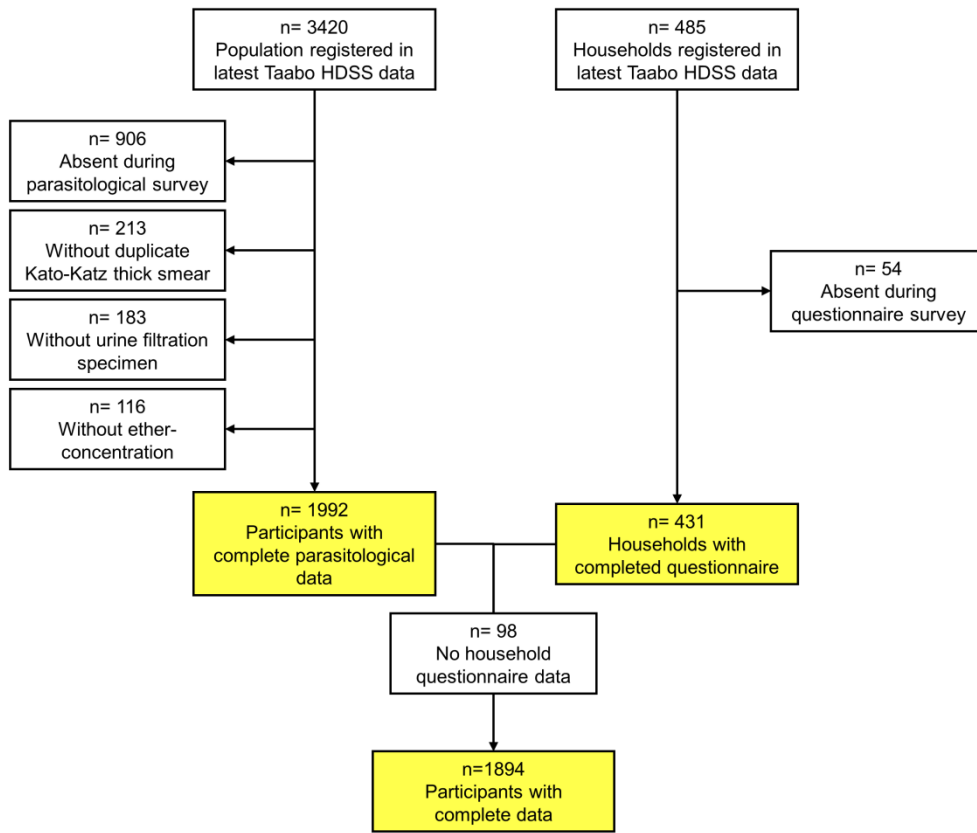 n= 3420
Population registered in
latest Taabo HDSS data
n= 485
Households registered in
latest Taabo HDSS data
n= 906
Absent during
parasitological survey
n= 213
Without duplicate
Kato-Katz thick smear
n= 183
Without urine filtration
specimen
n= 116
Without ether-
concentration
n= 54
Absent during
questionnaire survey
n= 1992
Participants with
complete parasitological
data
n= 431
Households with
completed questionnaire
n= 98
No household
questionnaire data
n=1894
Participants with
complete data